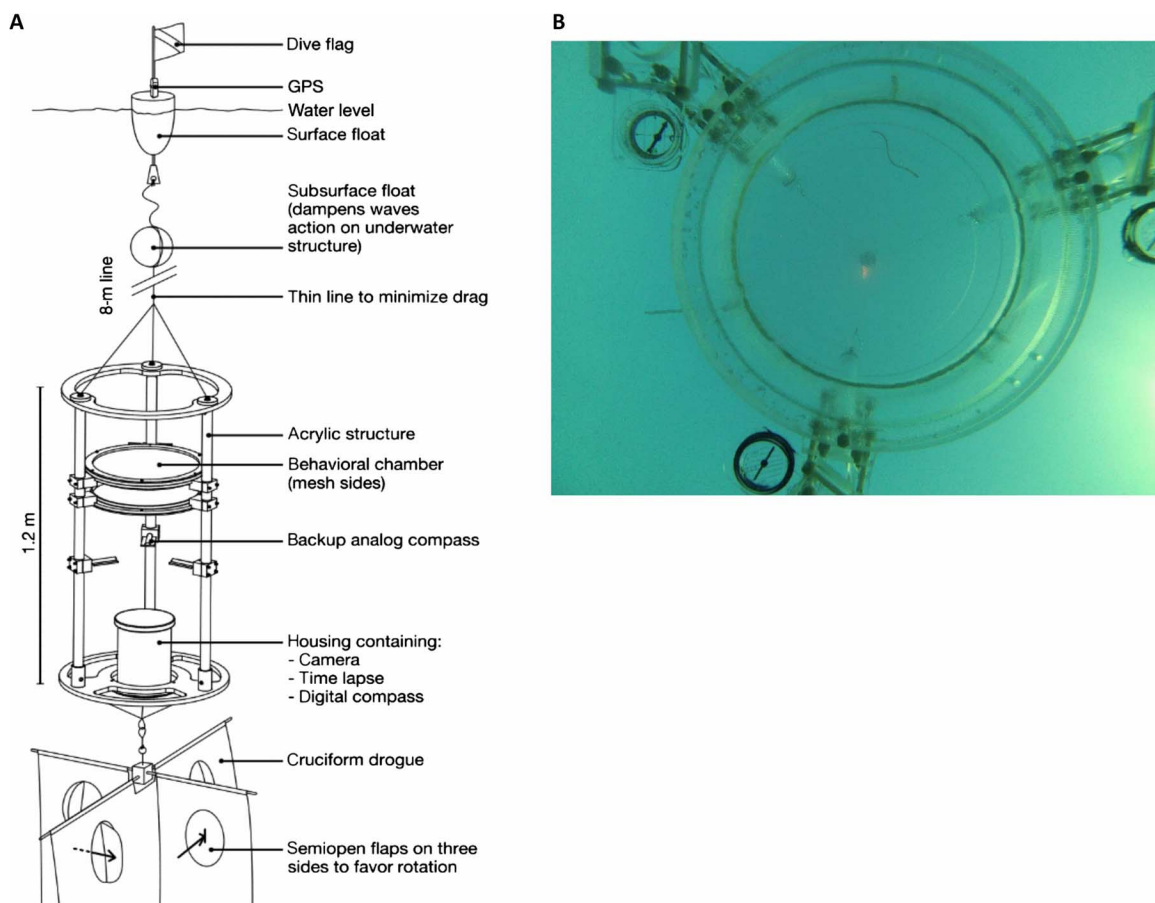 A
B
Dive flag
GPS
Water level
Surface float
Subsurface float
(dampens waves
action on underwater
structure)
8-m line
Thin line to minimize drag
Acrylic structure
Behavioral chamber
(mesh sides)
1.2 m
Backup analog compass
Housing containing:
- Camera
- Time lapse
- Digital compass
Cruciform drogue
Semiopen flaps on three
sides to favor rotation